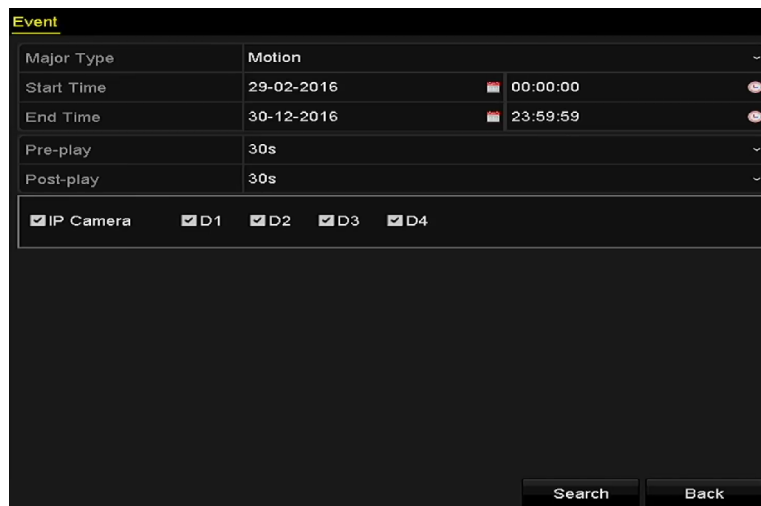 Event
Major Type Motion
Start Time 29-02-2016 00:00:00
End Time 30-12-2016 23:59:59
Pre-play 30s
Post-play 30s
IP Camera D1 D2 D3 D4
Search Back